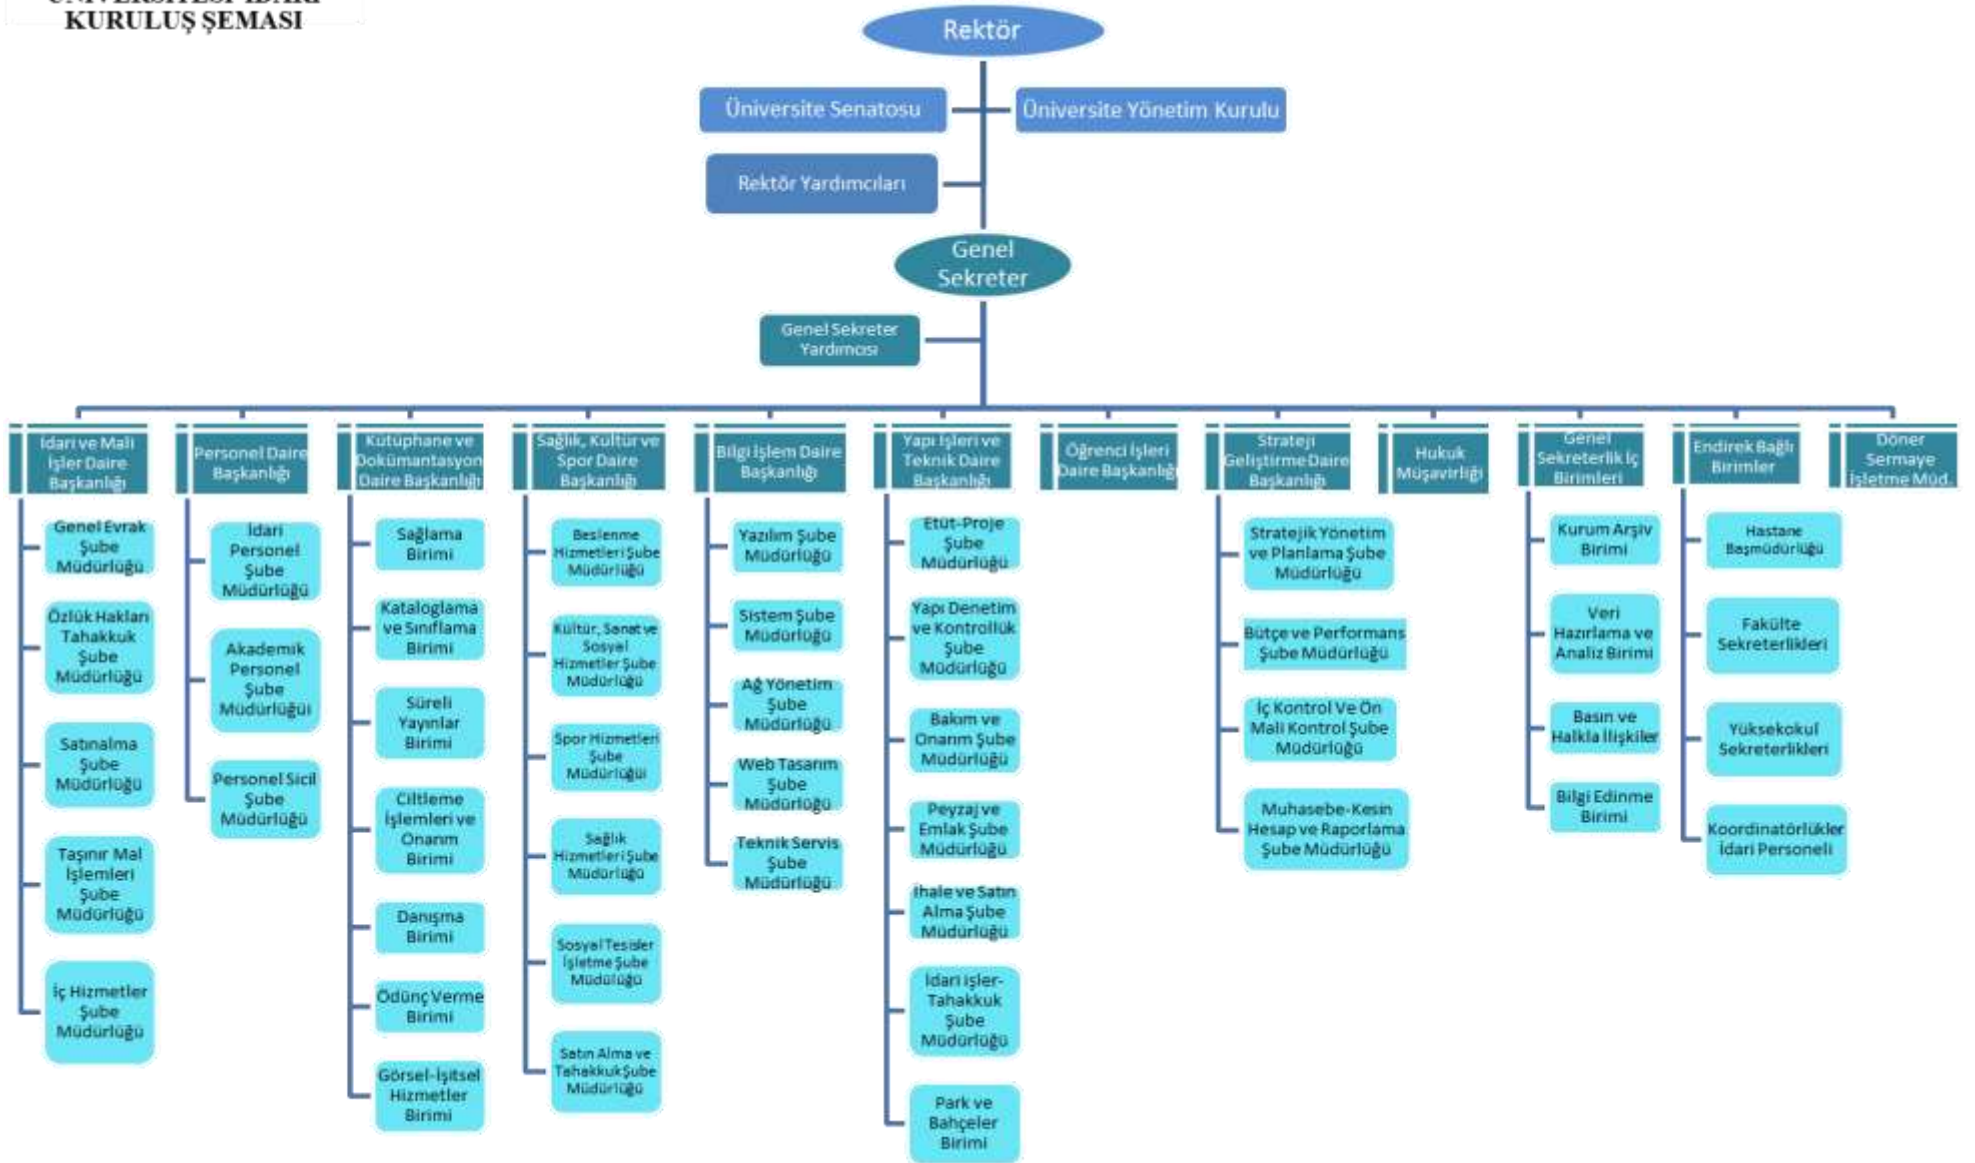 KURULUŞ ŞEMASI
Rektör
Üniversite Senatosu
Üniversite Yönetim Kurulu
Rektör Yardımcıları
Genel
Sekreter
Genel Sekreter
Yardımcısı
İdari ve Mali
İşler Daire
Başkanlığı
Genel Evrak
Şube
Müdürlüğü
Özlük Hakları
Tahakkuk
Şube
Müdürlüğü
Satınalma
Şube
Müdürlüğü
Taşınır Mal
İşlemleri
Şube
Müdürlüğü
İç Hizmetler
Şube
Müdürlüğü
Personel Daire
Başkanlığı
İdari
Personel
Şube
Müdürlüğü
Akademik
Personel
Şube
Müdürlüğüı
Personel Sicil
Şube
Müdürlüğü
Kütüphane ve
Dokümantasyon
Daire Başkanlığı
Sağlama
Birimi
Kataloglama
ve Sınıflama
Birimi
Süreli
Yayınlar
Birimi
Ciltleme
İşlemleri ve
Onarım
Birimi
Danışma
Birimi
Ödünç Verme
Birimi
Görsel-İşitsel
Hizmetler
Birimi
Sağlık, Kültür ve
Spor Daire
Başkanlığı
Beslenme
Hizmetleri Şube
Müdürlüğü
Kültür, Sanat ve
Sosyal
Hizmetler Şube
Müdürlüğü
Spor Hizmetleri
Şube
Müdürlüğüı
Sağlık
Hizmetleri Şube
Müdürlüğü
Sosyal Tesisler
İşletme Şube
Müdülüğü
Satın Alma ve
Tahakkuk Şube
Müdürlüğü
Bilgi İşlem Daire
Başkanlığı
Yazılım Şube
Müdürlüğü
Sistem Şube
Müdürlüğü
Ağ Yönetim
Şube
Müdürlüğü
Web Tasarım
Şube
Müdürlüğü
Teknik Servis
Şube
Müdürlüğü
Yapı İşleri ve
Teknik Daire
Başkanlığı
Etüt-Proje
Şube
Müdürlüğü
Yapı Denetim
ve Kontrollük
Şube
Müdürlüğü
Bakım ve
Onarım Şube
Müdürlüğü
Peyzaj ve
Emlak Şube
Müdürlüğü
İhale ve Satın
Alma Şube
Müdürlüğü
İdari işler-
Tahakkuk
Şube
Müdürlüğü
Park ve
Bahçeler
Birimi
Öğrenci İşleri
Daire Başkanlığı
Strateji
Geliştirme Daire
Başkanlığı
Stratejik Yönetim
ve Planlama Şube
Müdürlüğü
Bütçe ve Performans
Şube Müdürlüğü
İç Kontrol Ve Ön
Mali Kontrol Şube
Müdürlüğü
Muhasebe-Kesin
Hesap ve Raporlama
Şube Müdürlüğü
Hukuk
Müşavirliği
Genel
Sekreterlik İç
Birimleri
Kurum Arşiv
Birimi
Veri
Hazırlama ve
Analiz Birimi
Basın ve
Halkla İlişkiler
Bilgi Edinme
Birimi
Endirek Bağlı
Birimler
Hastane
Başmüdürlüğü
Fakülte
Sekreterlikleri
Yüksekokul
Sekreterlikleri
Koordinatörlükler
İdari Personeli
Döner
Sermaye
İşletme Müd.